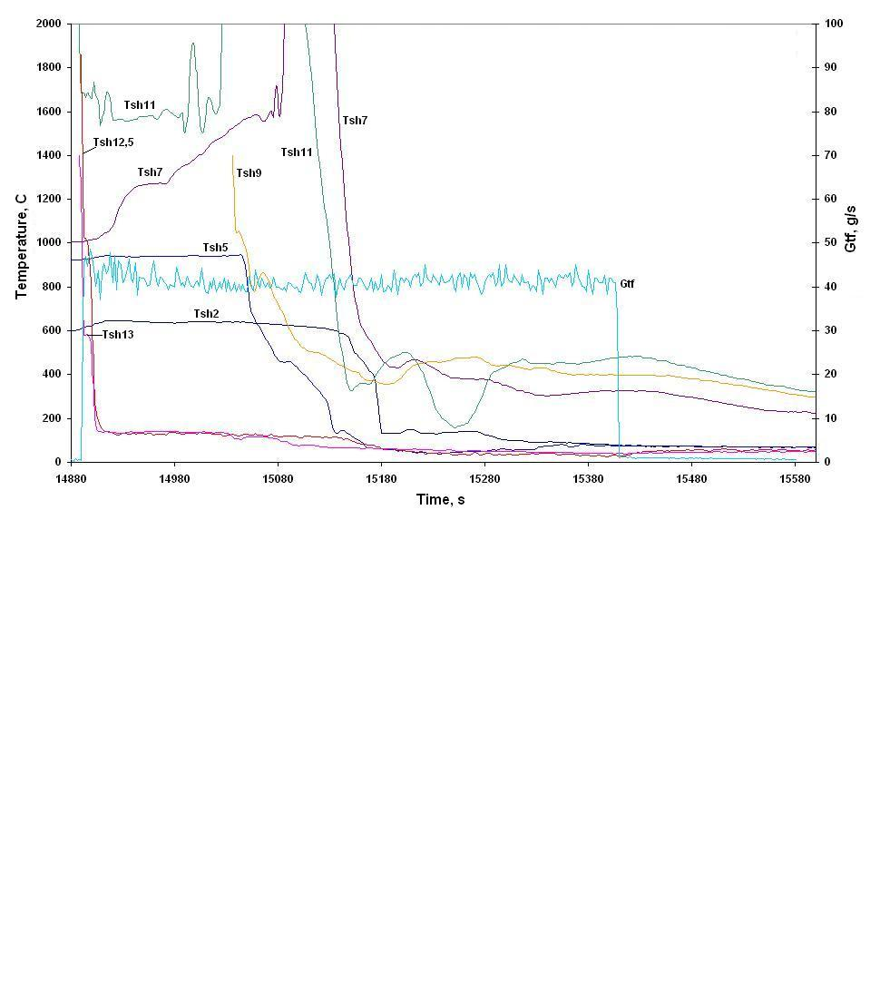 2000 100
1800 90
1600 80
Tsh11
Tsh7
Tsh12,5
Tsh11
1400 70
Tsh7
Tsh9
1200 60
Temperature, C
Gtf, g/s
1000 50
Tsh5
800 40
Gtf
Tsh2
600 30
Tsh13
400 20
200 10
0 0
14880 14980 15080 15180 15280 15380 15480 15580
Time, s